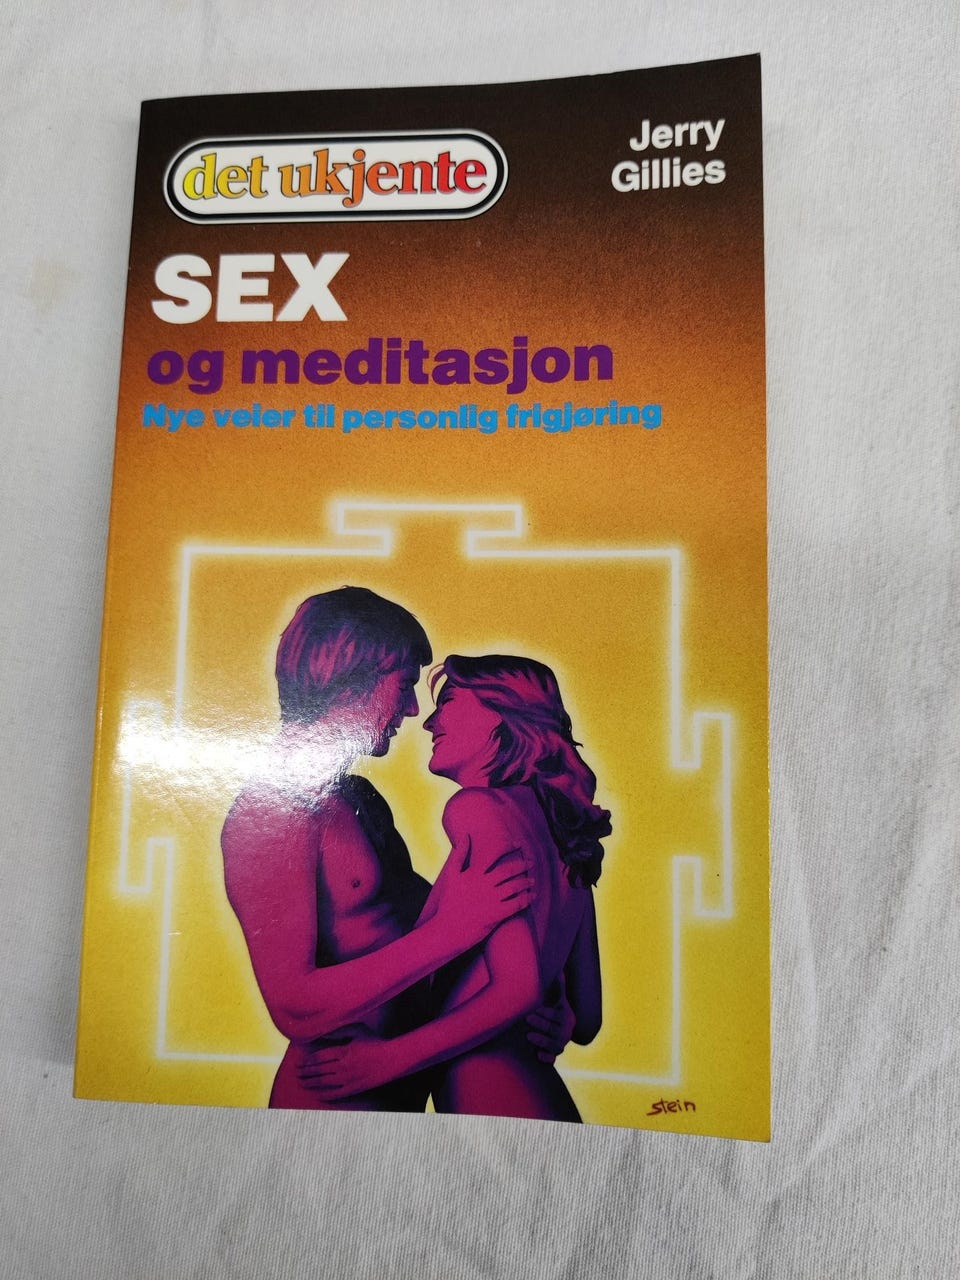 det ukjente
Jerry
Gillies
SEX
og meditasjon
Nye veier til personlig frigjøring
stein